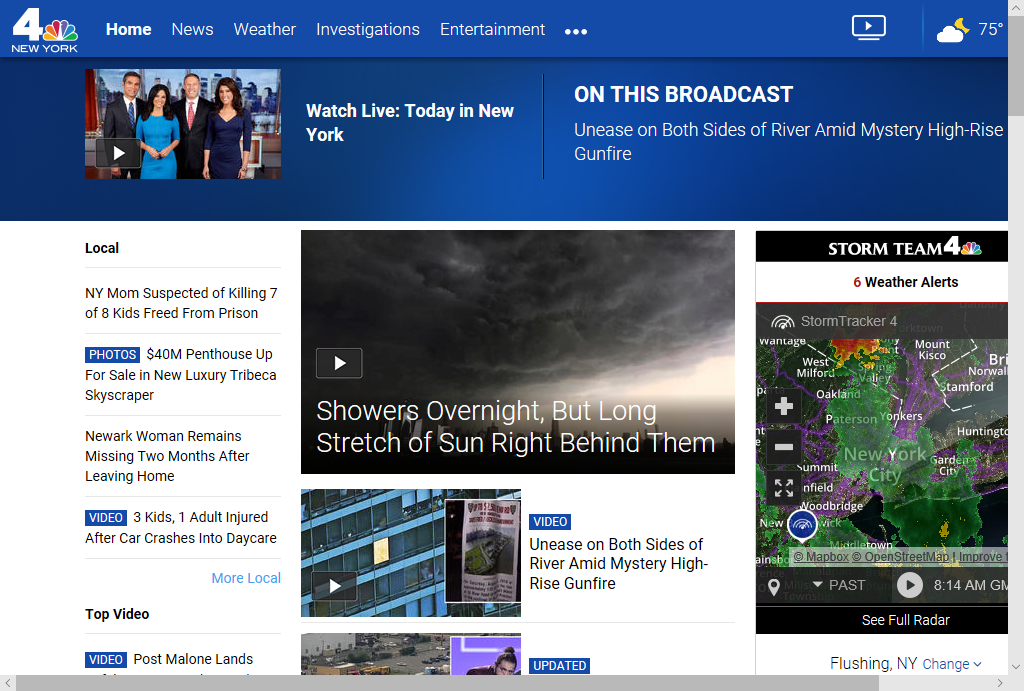 4
NEW YORK
Home
News
Weather
Investigations
Entertainment
75°
Watch Live: Today in New
York
ON THIS BROADCAST
Unease on Both Sides of River Amid Mystery High-Rise
Gunfire
Local
NY Mom Suspected of Killing 7
of 8 Kids Freed From Prison
PHOTOS $40M Penthouse Up
For Sale in New Luxury Tribeca
Skyscraper
Newark Woman Remains
Missing Two Months After
Leaving Home
VIDEO 3 Kids, 1 Adult Injured
After Car Crashes Into Daycare
More Local
Top Video
VIDEO Post Malone Lands
Showers Overnight, But Long
Stretch of Sun Right Behind Them
VIDEO
Unease on Both Sides of
River Amid Mystery High-
Rise Gunfire
UPDATED
STORM TEAM 4
6 Weather Alerts
StormTracker 4
Wantage
Mount
Kisco
West
Milford
Spring
Valley
Norwal
Stamford
Oakland
Paterson
Yonkers
Huntingto
New York
City
Garden
City
Summit
Woodbridge
New
wick
Middletown
© Mapbox © OpenStreetMap | Improve t
PAST
8:14 AM GM
See Full Radar
Flushing, NY Change